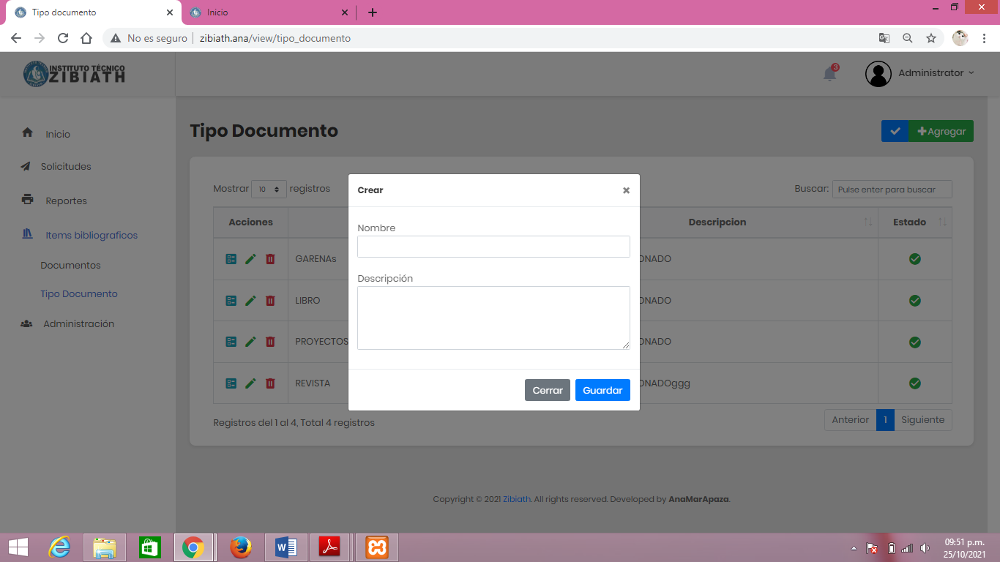 Tipo documento
Inicio
No es seguro
zibiath.ana/view/tipo_documento
INSTITUTO TÉCNICO
ZIBIATH
3
Administrator
Inicio
Solicitudes
Reportes
Items bibliograficos
Documentos
Tipo Documento
Administración
Tipo Documento
Agregar
Mostrar 10 registros
Buscar: Pulse enter para buscar
Acciones
Descripcion
Estado
GARENAs
ONADO
LIBRO
ONADO
PROYECTOS
ONADO
REVISTA
ONADOggg
Registros del 1 al 4, Total 4 registros
Anterior 1 Siguiente
Crear
Nombre
Descripción
Cerrar
Guardar
Copyright © 2021 Zibiath. All rights reserved. Developed by AnaMarApaza.
09:51 p.m.
25/10/2021